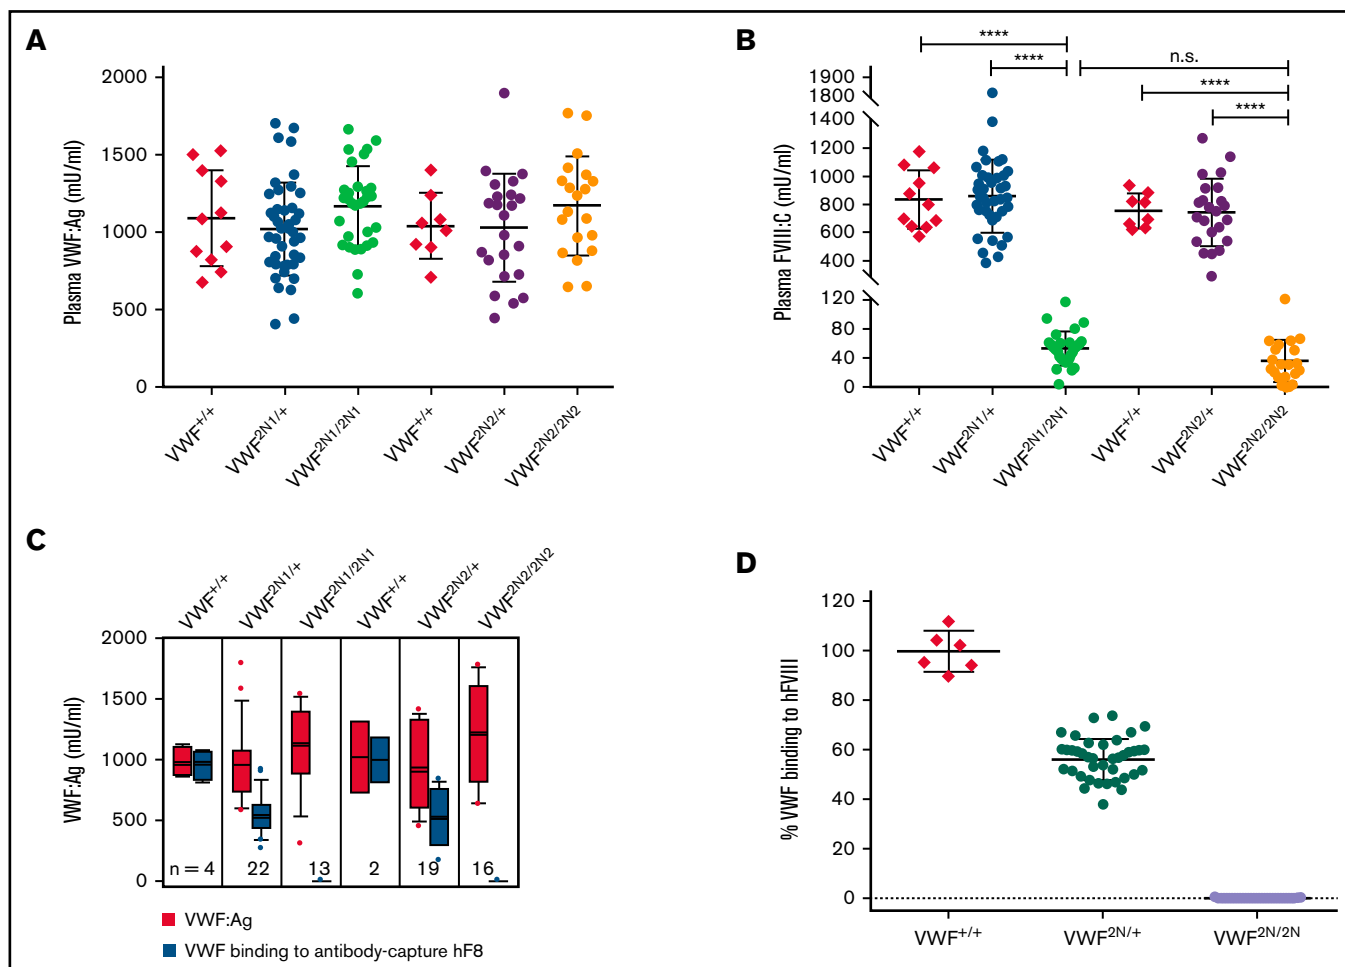 A
2000
1500
1000
500
0
Plasma VWF:Ag (mU/ml)
VWF+/+
VWF2N1/+
VWF2N1/2N1
VWF+/+
VWF2N2/+
VWF2N2/2N2
B
****
****
n.s.
****
****
1900
1800
1400
1200
1000
800
600
400
120
80
40
0
Plasma FVIII:C (mU/ml)
VWF+/+
VWF2N1/+
VWF2N1/2N1
VWF+/+
VWF2N2/+
VWF2N2/2N2
C
VWF+/+
VWF2N1/+
VWF2N1/2N1
VWF+/+
VWF2N2/+
VWF2N2/2N2
2000
1500
1000
500
0
VWF:Ag (mU/ml)
n = 4 22 13 2 19 16
VWF:Ag
VWF binding to antibody-capture hF8
D
120
100
80
60
40
20
0
% VWF binding to hFVIII
VWF+/+ VWF2N/+ VWF2N/2N